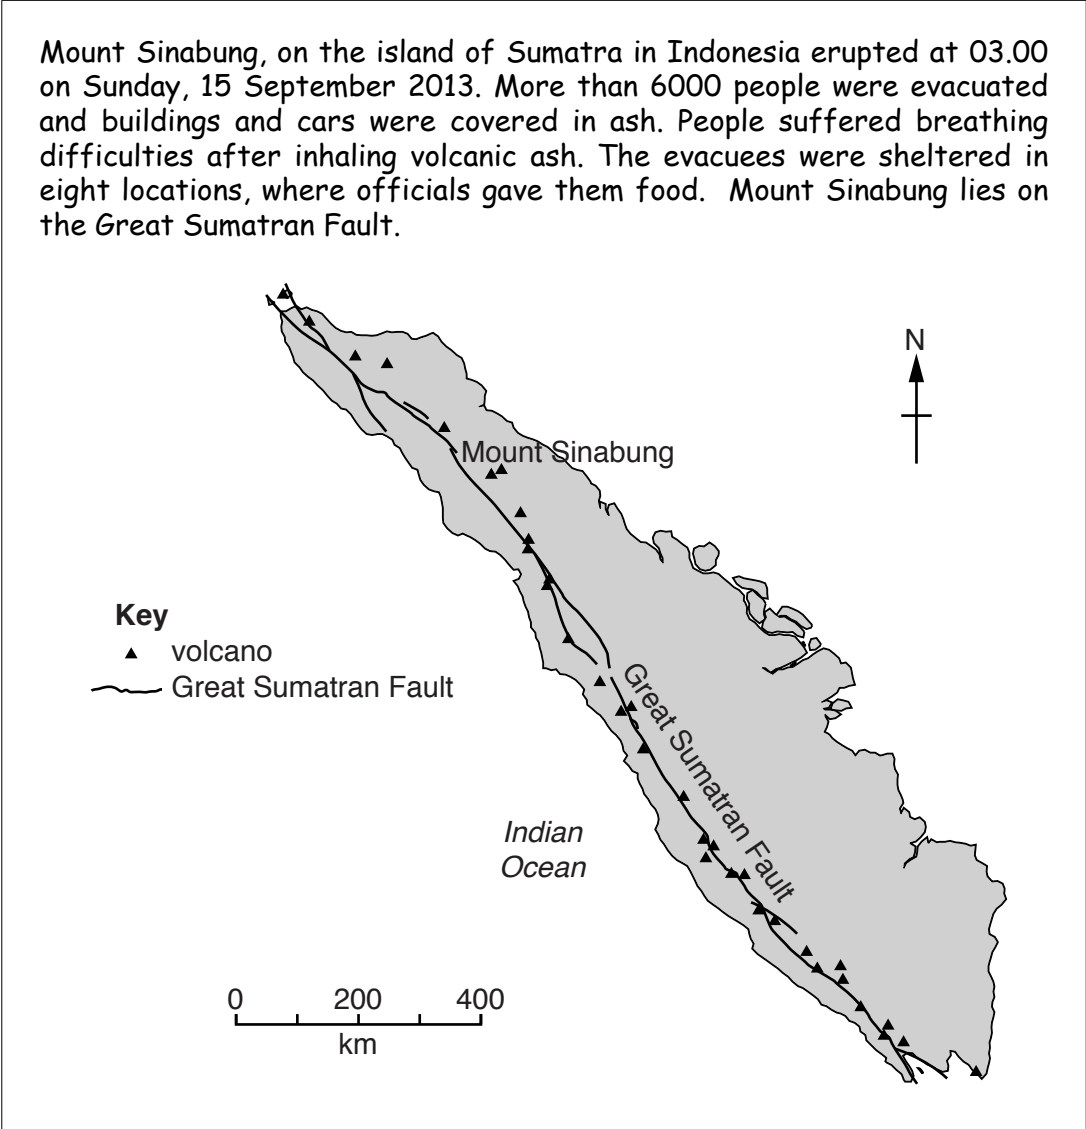 Mount Sinabung, on the island of Sumatra in Indonesia erupted at 03.00
on Sunday, 15 September 2013. More than 6000 people were evacuated
and buildings and cars were covered in ash. People suffered breathing
difficulties after inhaling volcanic ash. The evacuees were sheltered in
eight locations, where officials gave them food. Mount Sinabung lies on
the Great Sumatran Fault.
N
Mount Sinabung
Key
volcano
Great Sumatran Fault
Great Sumatran Fault
Indian
Ocean
0 200 400
km